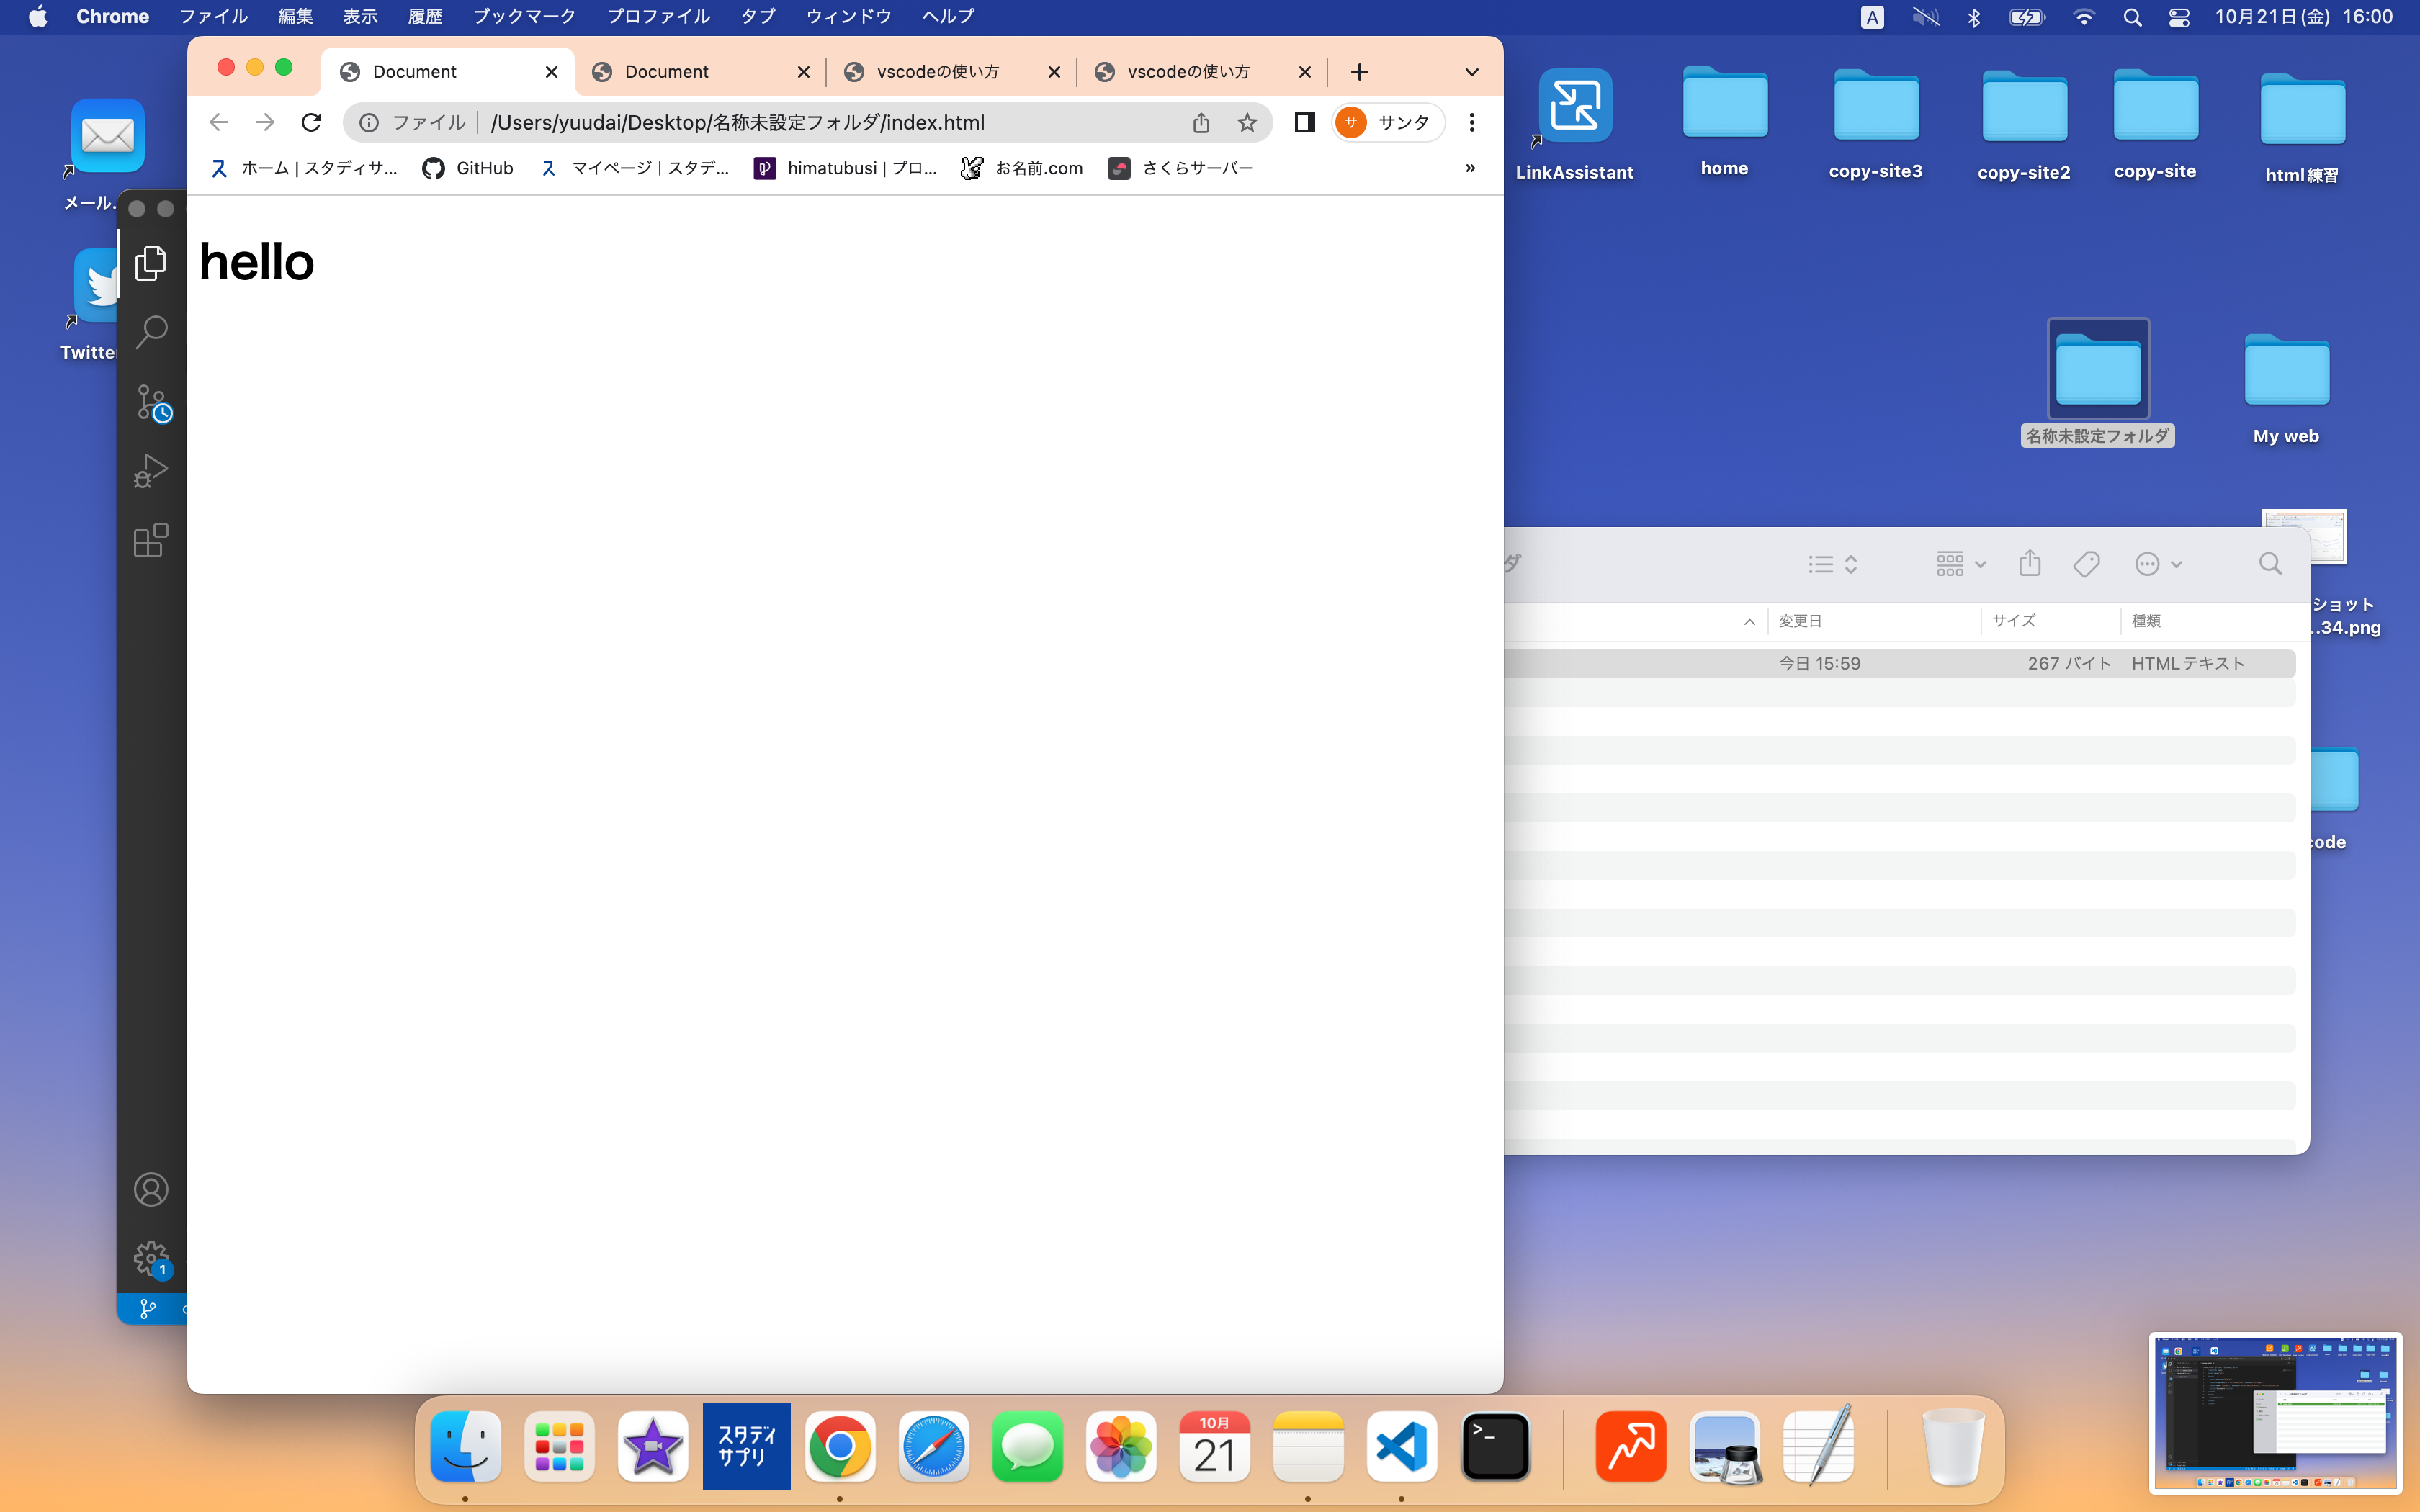 Chrome ファイル 編集 表示 履歴 ブックマーク プロファイル タブ ウィンドウ ヘルプ
A 10月21日(金) 16:00
Document Document vscodeの使い方 vscodeの使い方
ファイル /Users/yuudai/Desktop/名称未設定フォルダ/index.html サ サンタ
ホーム | スタディサ... GitHub マイページ｜スタデ... himatubusi | プロ... お名前.com さくらサーバー »
hello
メール.
Twitte
LinkAssistant home copy-site3 copy-site2 copy-site html練習
名称未設定フォルダ My web
ダ
変更日 サイズ 種類
今日 15:59 267 バイト HTMLテキスト
ショット
..34.png
code
1
スタディ
サプリ
10月
21
>_